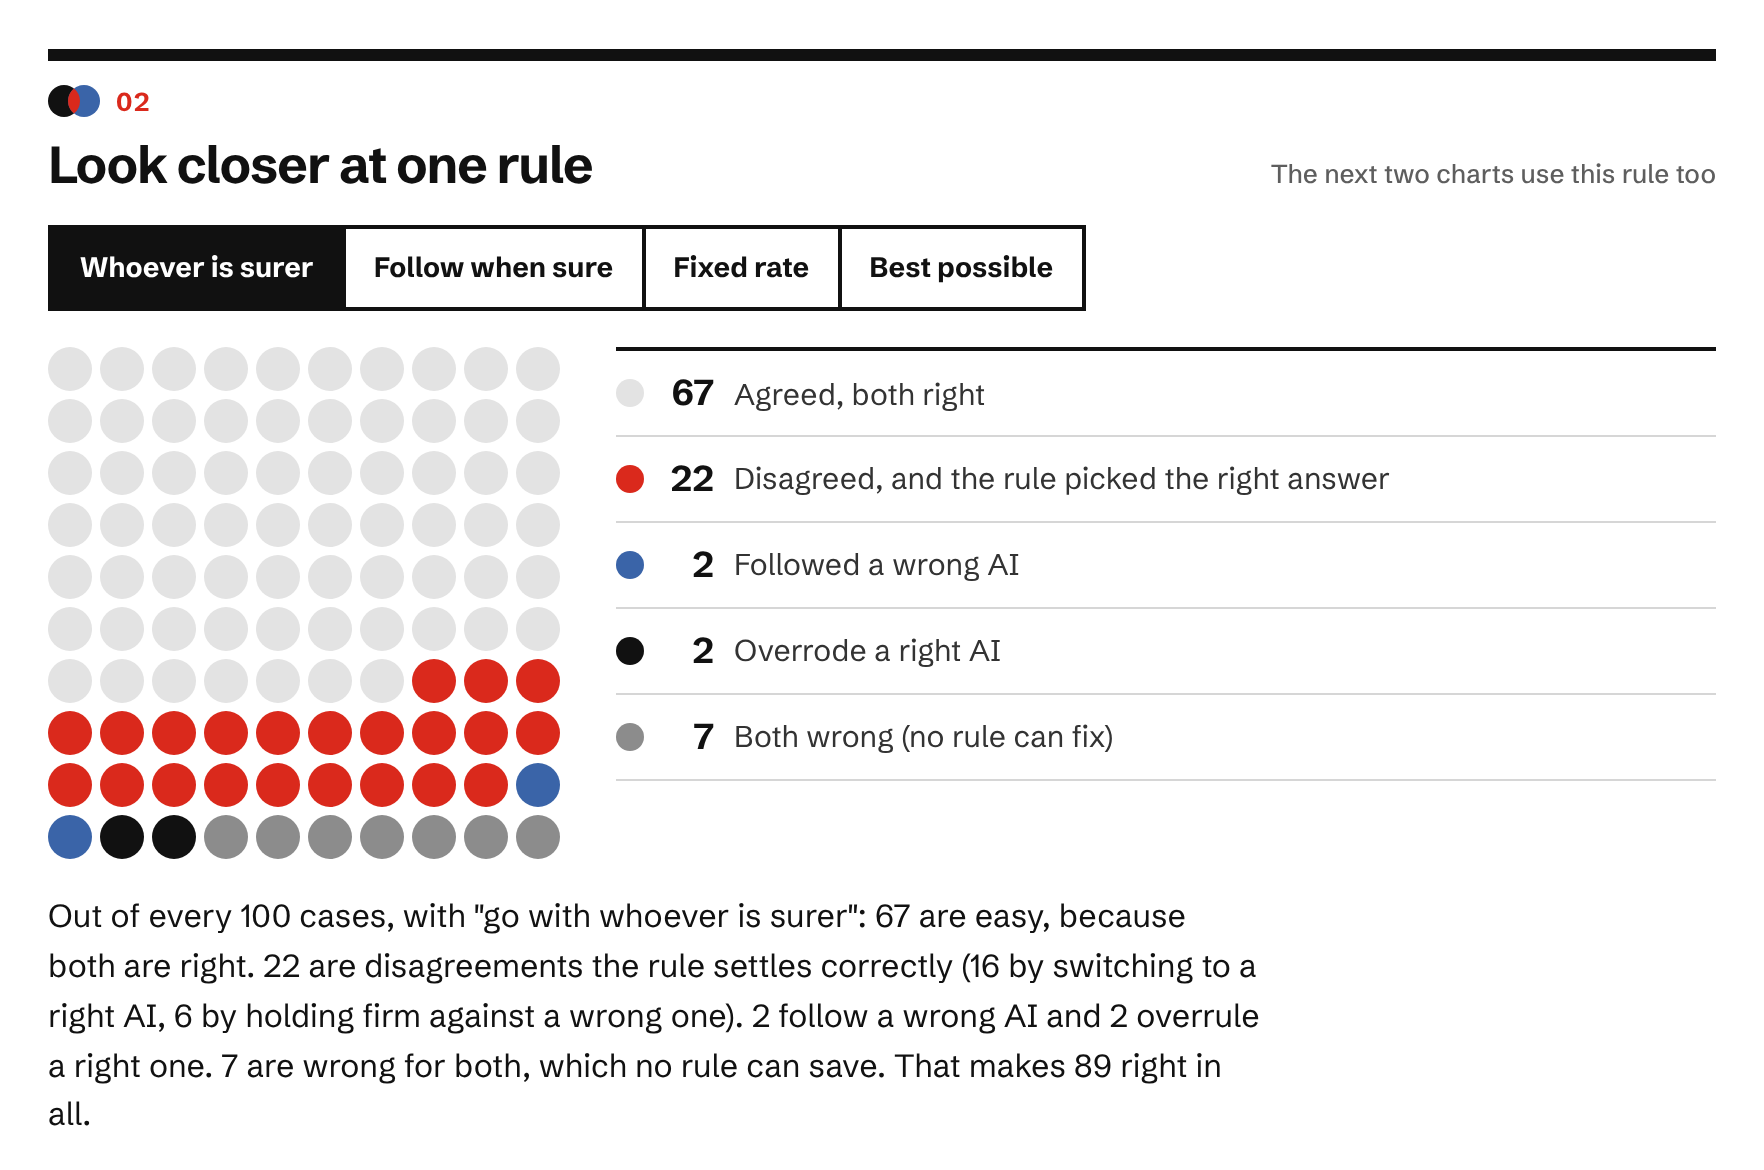 02
Look closer at one rule
The next two charts use this rule too
Whoever is surer
Follow when sure
Fixed rate
Best possible
67 Agreed, both right
22 Disagreed, and the rule picked the right answer
2 Followed a wrong AI
2 Overrode a right AI
7 Both wrong (no rule can fix)
Out of every 100 cases, with "go with whoever is surer": 67 are easy, because
both are right. 22 are disagreements the rule settles correctly (16 by switching to a
right AI, 6 by holding firm against a wrong one). 2 follow a wrong AI and 2 overrule
a right one. 7 are wrong for both, which no rule can save. That makes 89 right in
all.